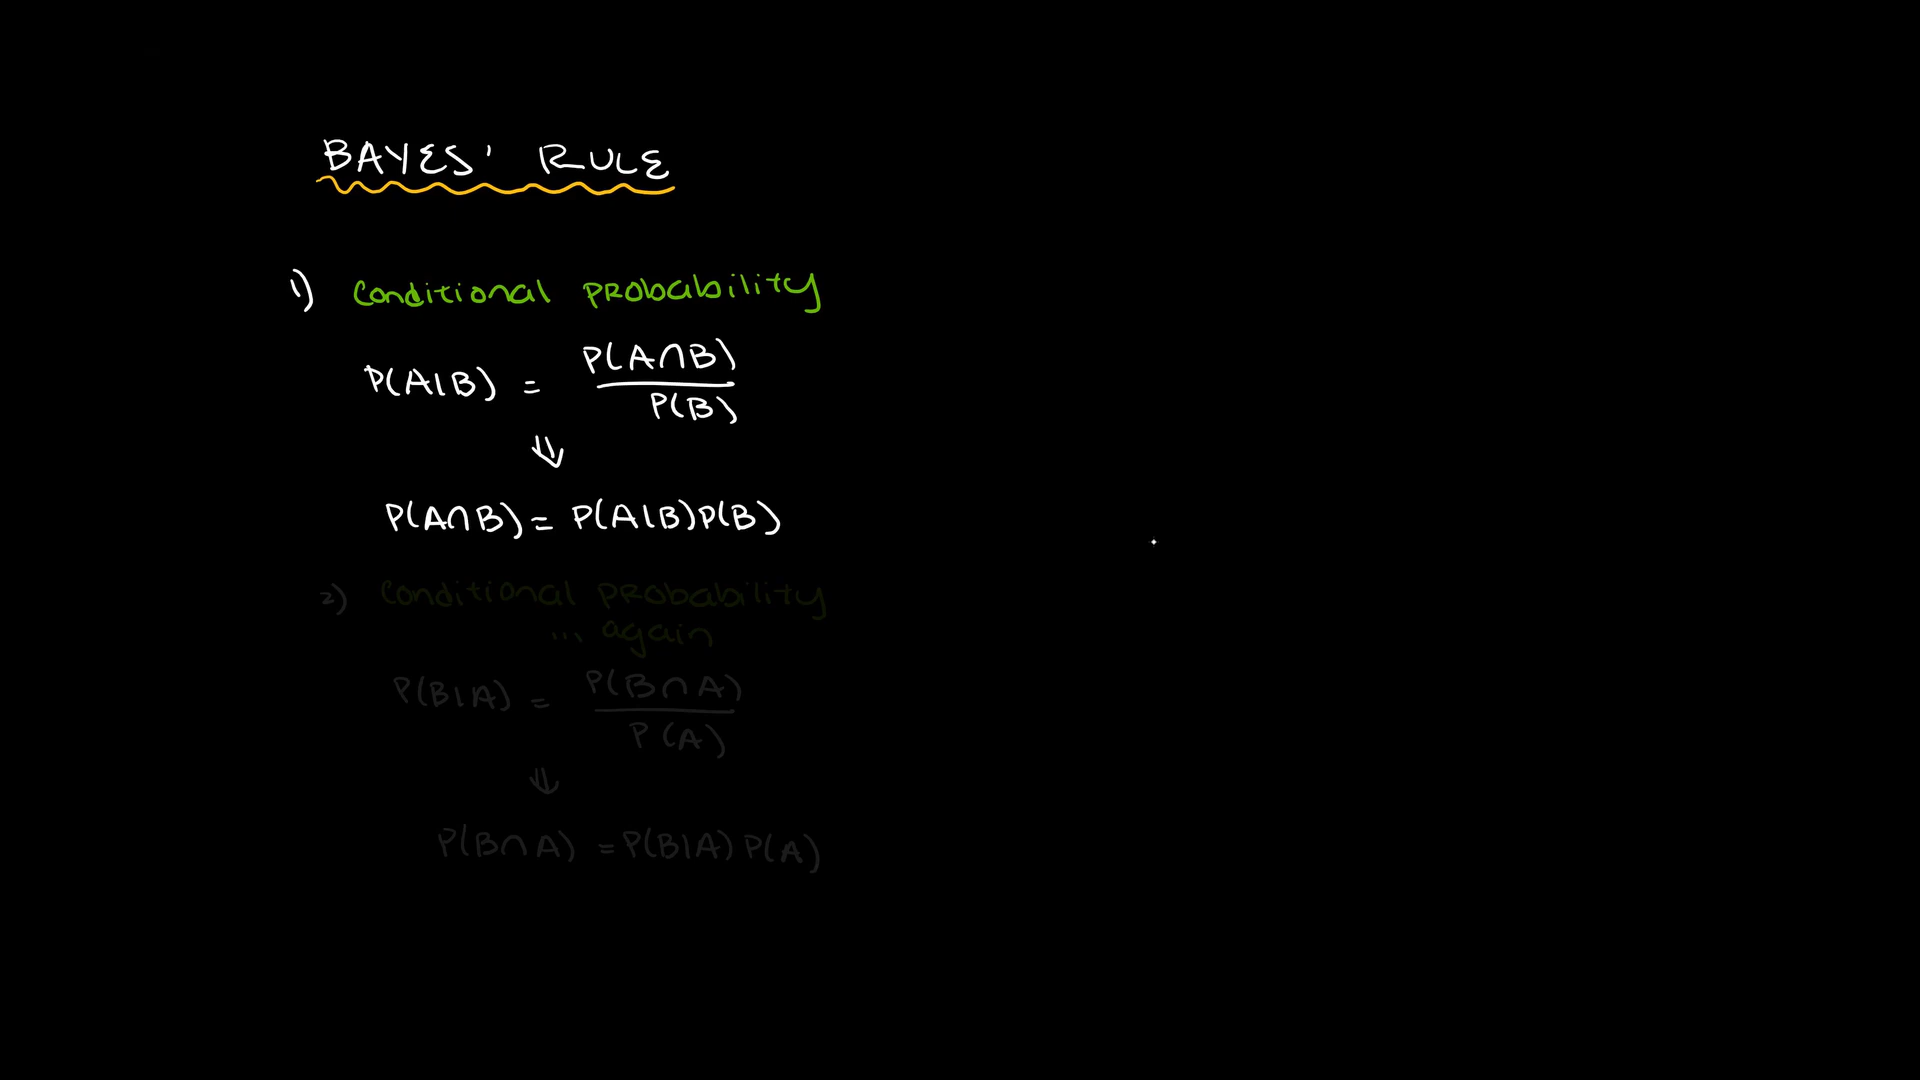 BAYES' RULE
1) Conditional probability
P(A|B) = P(A∩B) / P(B)
⇓
P(A∩B) = P(A|B)P(B)
2) Conditional probability
... again
P(B|A) = P(B∩A) / P(A)
⇓
P(B∩A) = P(B|A) P(A)